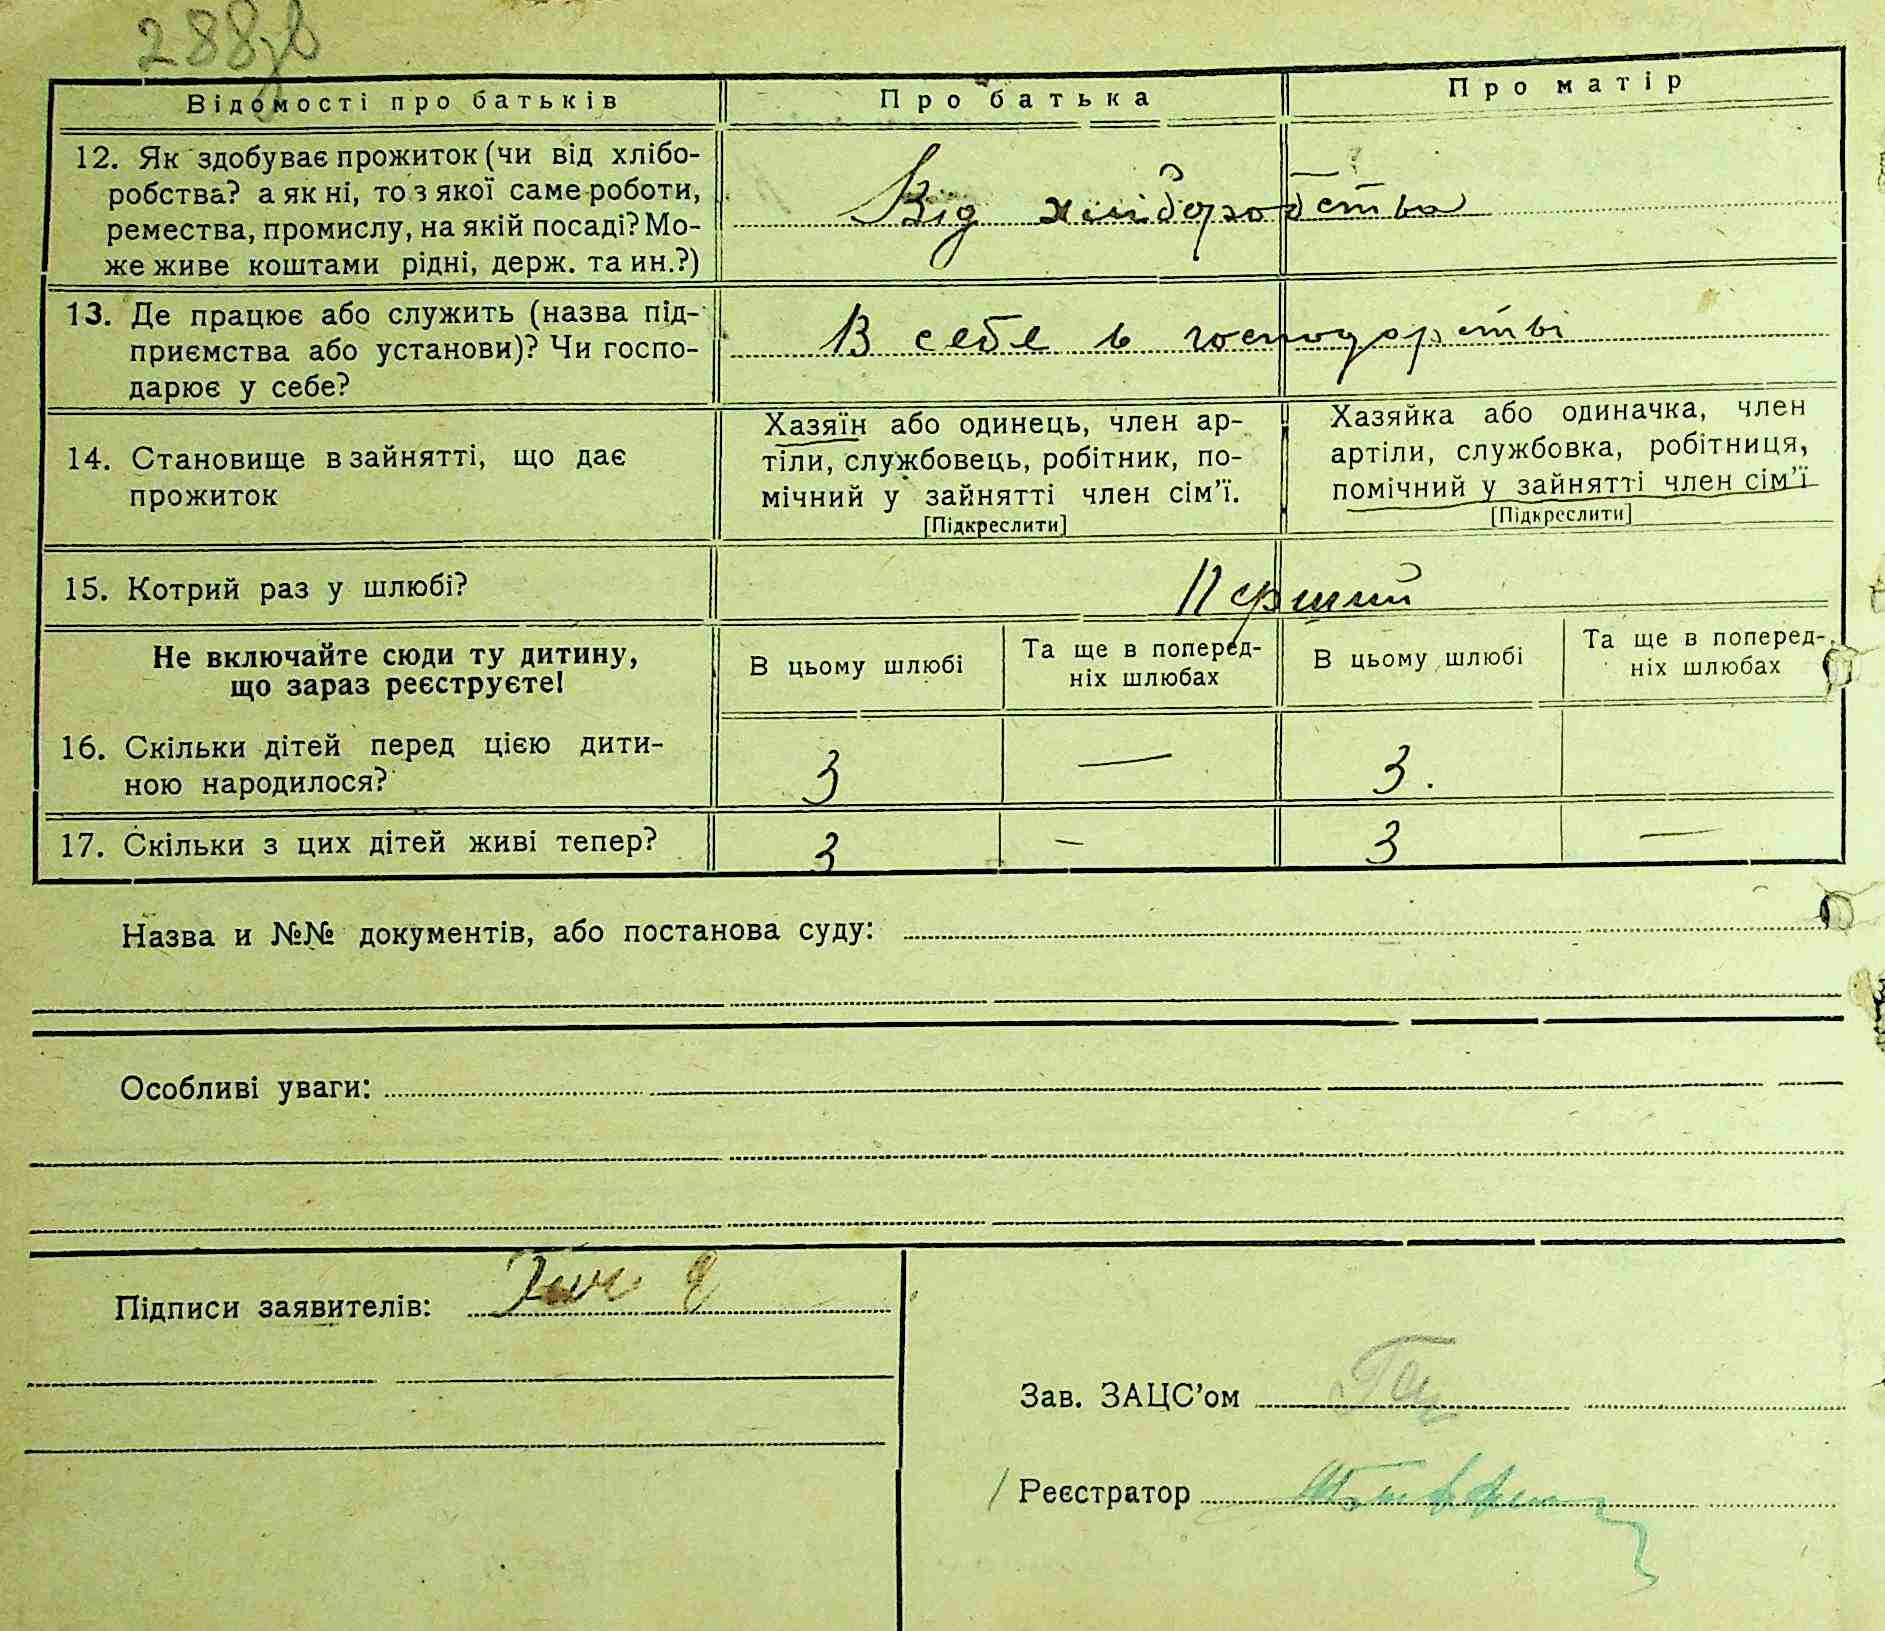 288зв
Відомості про батьків
Про батька
Про матір
12. Як здобуває прожиток (чи від хлібо-
робства? а як ні, то з якої саме роботи,
ремества, промислу, на якій посаді? Мо-
же живе коштами рідні, держ. та ин.?)
Від хліборобства
13. Де працює або служить (назва під-
приємства або установи)? Чи госпо-
дарює у себе?
В себе в господарстві
14. Становище в зайнятті, що дає
прожиток
Хазяїн або одинець, член ар-
тіли, службовець, робітник, по-
мічний у зайнятті член сім'ї.
[Підкреслити]
Хазяйка або одиначка, член
артіли, службовка, робітниця,
помічний у зайнятті член сім'ї
[Підкреслити]
15. Котрий раз у шлюбі?
Перший
Не включайте сюди ту дитину,
що зараз реєструєте!
В цьому шлюбі
Та ще в поперед-
ніх шлюбах
В цьому шлюбі
Та ще в поперед-
ніх шлюбах
16. Скільки дітей перед цією дити-
ною народилося?
3 — 3.
17. Скільки з цих дітей живі тепер?
3 — 3 —
Назва и №№ документів, або постанова суду:
Особливі уваги:
Підписи заявителів:
Зав. ЗАЦС'ом
Реєстратор